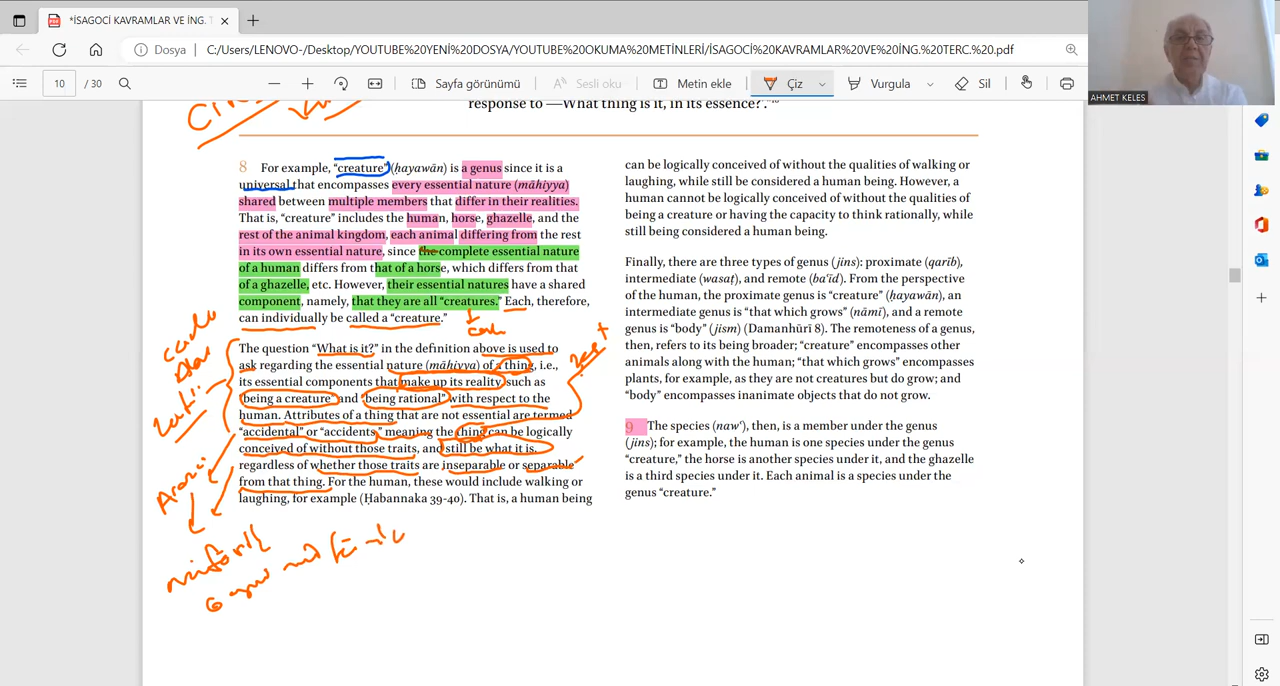 *İSAGOCİ KAVRAMLAR VE İNG. T
Dosya
C:/Users/LENOVO-/Desktop/YOUTUBE%20YENİ%20DOSYA/YOUTUBE%20OKUMA%20METİNLERİ/İSAGOCİ%20KAVRAMLAR%20VE%20İNG.%20TERC.%20.pdf
10 / 30
Sayfa görünümü
Sesli oku
Metin ekle
Çiz
Vurgula
Sil
AHMET KELES
response to —What thing is it, in its essence?".¹⁰
8 For example, “creature” (ḥayawān) is a genus since it is a
universal that encompasses every essential nature (māhiyya)
shared between multiple members that differ in their realities.
That is, “creature” includes the human, horse, ghazelle, and the
rest of the animal kingdom, each animal differing from the rest
in its own essential nature, since the complete essential nature
of a human differs from that of a horse, which differs from that
of a ghazelle, etc. However, their essential natures have a shared
component, namely, that they are all “creatures.” Each, therefore,
can individually be called a “creature.”
The question “What is it?” in the definition above is used to
ask regarding the essential nature (māhiyya) of a thing, i.e.,
its essential components that make up its reality such as
“being a creature” and “being rational” with respect to the
human. Attributes of a thing that are not essential are termed
“accidental” or “accidents,” meaning the thing can be logically
conceived of without those traits, and still be what it is,
regardless of whether those traits are inseparable or separable
from that thing. For the human, these would include walking or
laughing, for example (Ḥabannaka 39-40). That is, a human being
can be logically conceived of without the qualities of walking or
laughing, while still be considered a human being. However, a
human cannot be logically conceived of without the qualities of
being a creature or having the capacity to think rationally, while
still being considered a human being.
Finally, there are three types of genus (jins): proximate (qarīb),
intermediate (wasaṭ), and remote (baʿīd). From the perspective
of the human, the proximate genus is “creature” (ḥayawān), an
intermediate genus is “that which grows” (nāmī), and a remote
genus is “body” (jism) (Damanhūrī 8). The remoteness of a genus,
then, refers to its being broader; “creature” encompasses other
animals along with the human; “that which grows” encompasses
plants, for example, as they are not creatures but do grow; and
“body” encompasses inanimate objects that do not grow.
9 The species (nawʿ), then, is a member under the genus
(jins); for example, the human is one species under the genus
“creature,” the horse is another species under it, and the ghazelle
is a third species under it. Each animal is a species under the
genus “creature.”